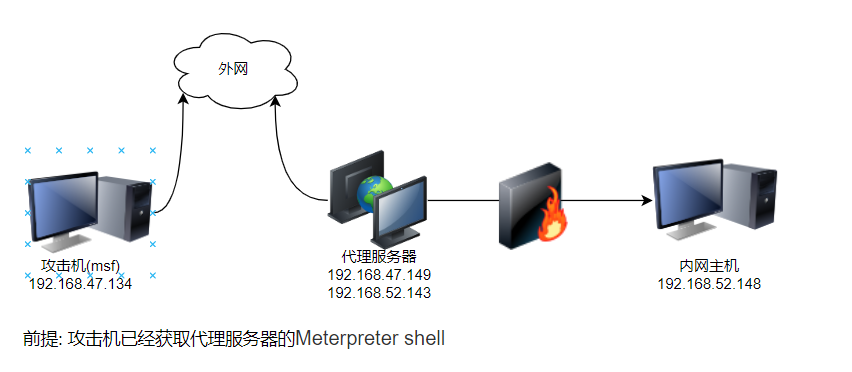 外网
攻击机(msf)
192.168.47.134
代理服务器
192.168.47.149
192.168.52.143
内网主机
192.168.52.148
前提: 攻击机已经获取代理服务器的Meterpreter shell